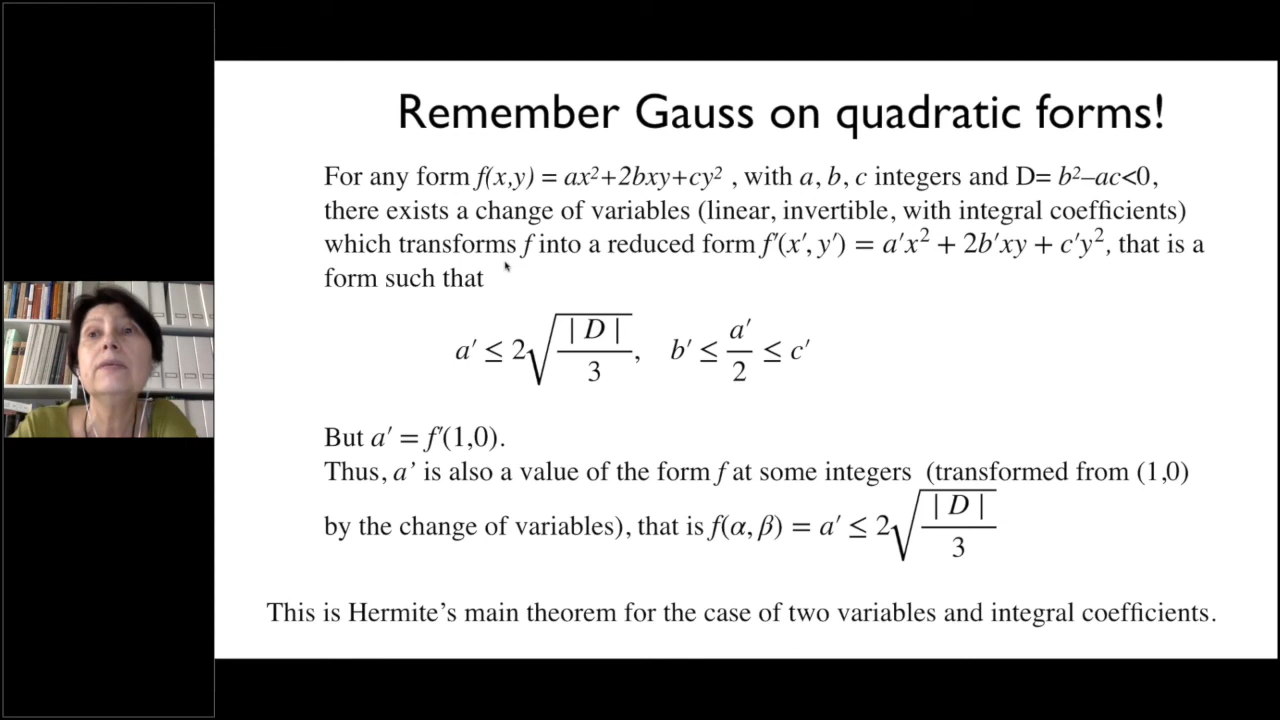 Remember Gauss on quadratic forms!
For any form f(x,y) = ax²+2bxy+cy² , with a, b, c integers and D= b²–ac<0,
there exists a change of variables (linear, invertible, with integral coefficients)
which transforms f into a reduced form f′(x′, y′) = a′x² + 2b′xy + c′y², that is a
form such that
a′ ≤ 2√(|D|/3), b′ ≤ a′/2 ≤ c′
But a′ = f′(1,0).
Thus, a’ is also a value of the form f at some integers (transformed from (1,0)
by the change of variables), that is f(α, β) = a′ ≤ 2√(|D|/3)
This is Hermite’s main theorem for the case of two variables and integral coefficients.